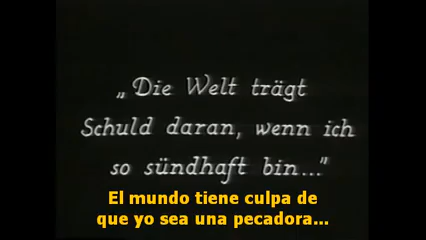 „Die Welt trägt
Schuld daran, wenn ich
so sündhaft bin..."
El mundo tiene culpa de
que yo sea una pecadora...